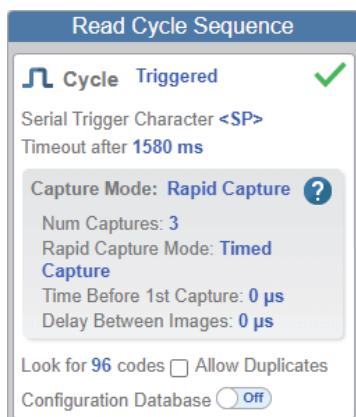 Read Cycle Sequence
Cycle Triggered
Serial Trigger Character <SP>
Timeout after 1580 ms
Capture Mode: Rapid Capture ?
Num Captures: 3
Rapid Capture Mode: Timed
Capture
Time Before 1st Capture: 0 µs
Delay Between Images: 0 µs
Look for 96 codes Allow Duplicates
Configuration Database Off